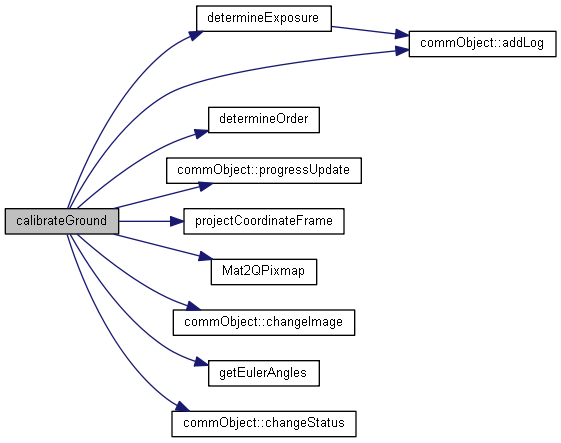 determineExposure
commObject::addLog
determineOrder
commObject::progressUpdate
calibrateGround
projectCoordinateFrame
Mat2QPixmap
commObject::changeImage
getEulerAngles
commObject::changeStatus